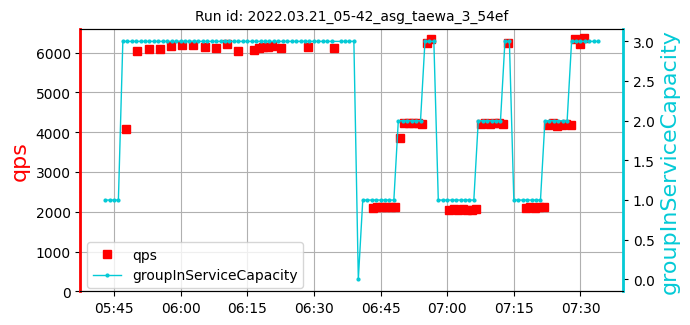 Run id: 2022.03.21_05-42_asg_taewa_3_54ef
qps
6000
5000
4000
3000
2000
1000
0
3.0
2.5
2.0
1.5
1.0
0.5
0.0
groupInServiceCapacity
qps
groupInServiceCapacity
05:45 06:00 06:15 06:30 06:45 07:00 07:15 07:30